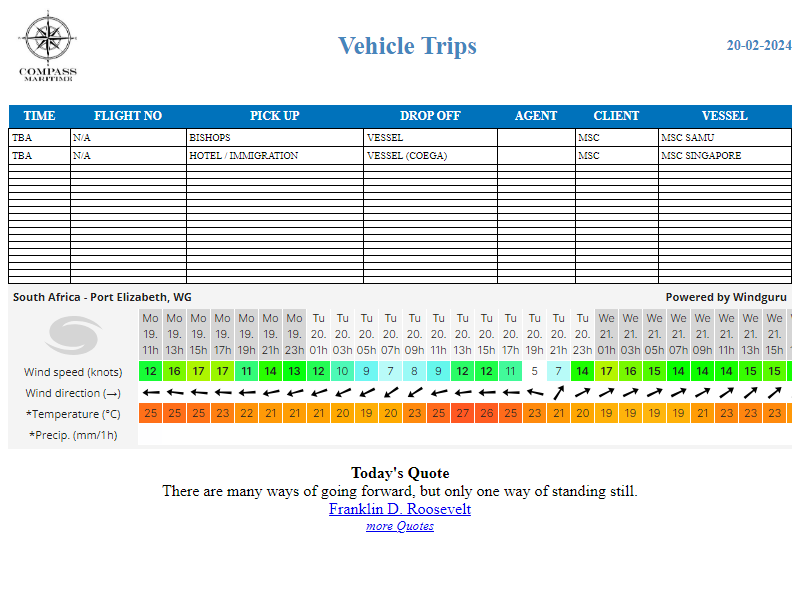 COMPASS
MARITIME
Vehicle Trips
20-02-2024
TIME FLIGHT NO PICK UP DROP OFF AGENT CLIENT VESSEL
TBA N/A BISHOPS VESSEL MSC MSC SAMU
TBA N/A HOTEL / IMMIGRATION VESSEL (COEGA) MSC MSC SINGAPORE
South Africa - Port Elizabeth, WG Powered by Windguru
Mo Mo Mo Mo Mo Mo Mo Tu Tu Tu Tu Tu Tu Tu Tu Tu Tu Tu Tu We We We We We We We We
19. 19. 19. 19. 19. 19. 19. 20. 20. 20. 20. 20. 20. 20. 20. 20. 20. 20. 20. 21. 21. 21. 21. 21. 21. 21. 21.
11h 13h 15h 17h 19h 21h 23h 01h 03h 05h 07h 09h 11h 13h 15h 17h 19h 21h 23h 01h 03h 05h 07h 09h 11h 13h 15h
Wind speed (knots) 12 16 17 17 11 14 13 12 10 9 7 8 9 12 12 11 5 7 14 17 16 15 14 14 14 15 15
Wind direction (→)
*Temperature (°C) 25 25 25 23 22 21 21 21 20 19 20 23 25 27 26 25 23 21 20 19 19 19 19 21 23 23 23
*Precip. (mm/1h)
Today's Quote
There are many ways of going forward, but only one way of standing still.
Franklin D. Roosevelt
more Quotes